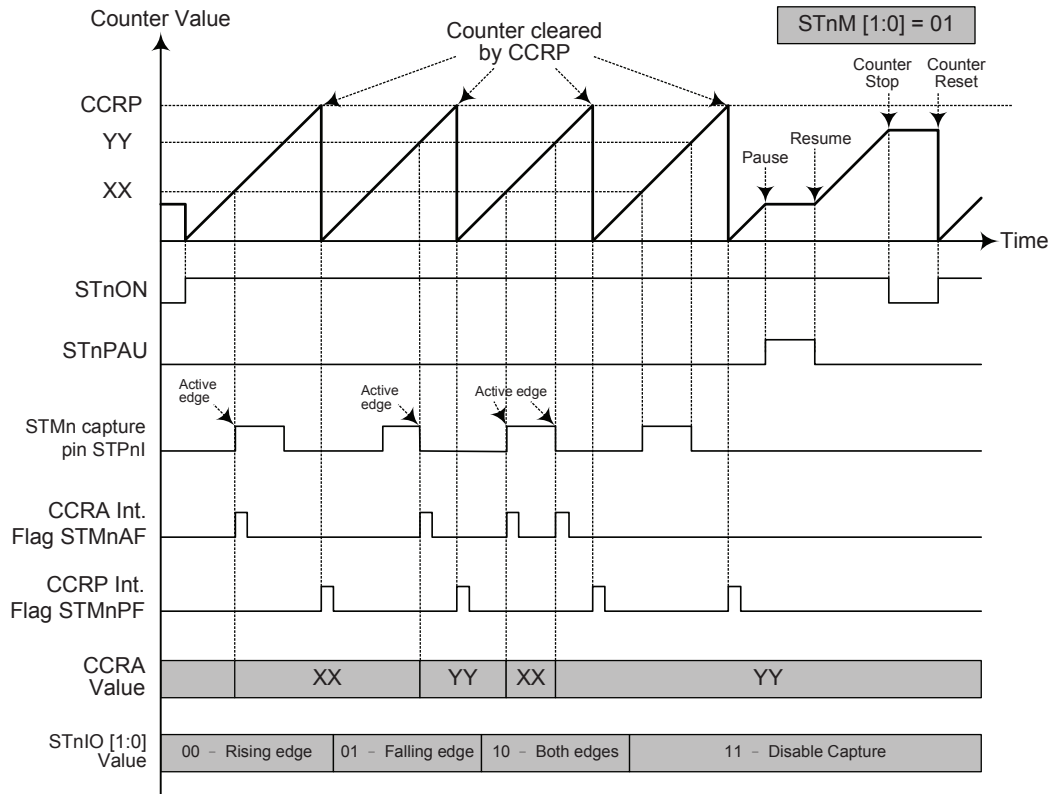 Counter Value
STnM [1:0] = 01
Counter cleared
by CCRP
Counter
Stop
Counter
Reset
CCRP
YY
Pause
Resume
XX
Time
STnON
STnPAU
Active
edge
Active
edge
Active edge
STMn capture
pin STPnI
CCRA Int.
Flag STMnAF
CCRP Int.
Flag STMnPF
CCRA
Value
XX
YY
XX
YY
STnIO [1:0]
Value
00 - Rising edge
01 - Falling edge
10 - Both edges
11 - Disable Capture